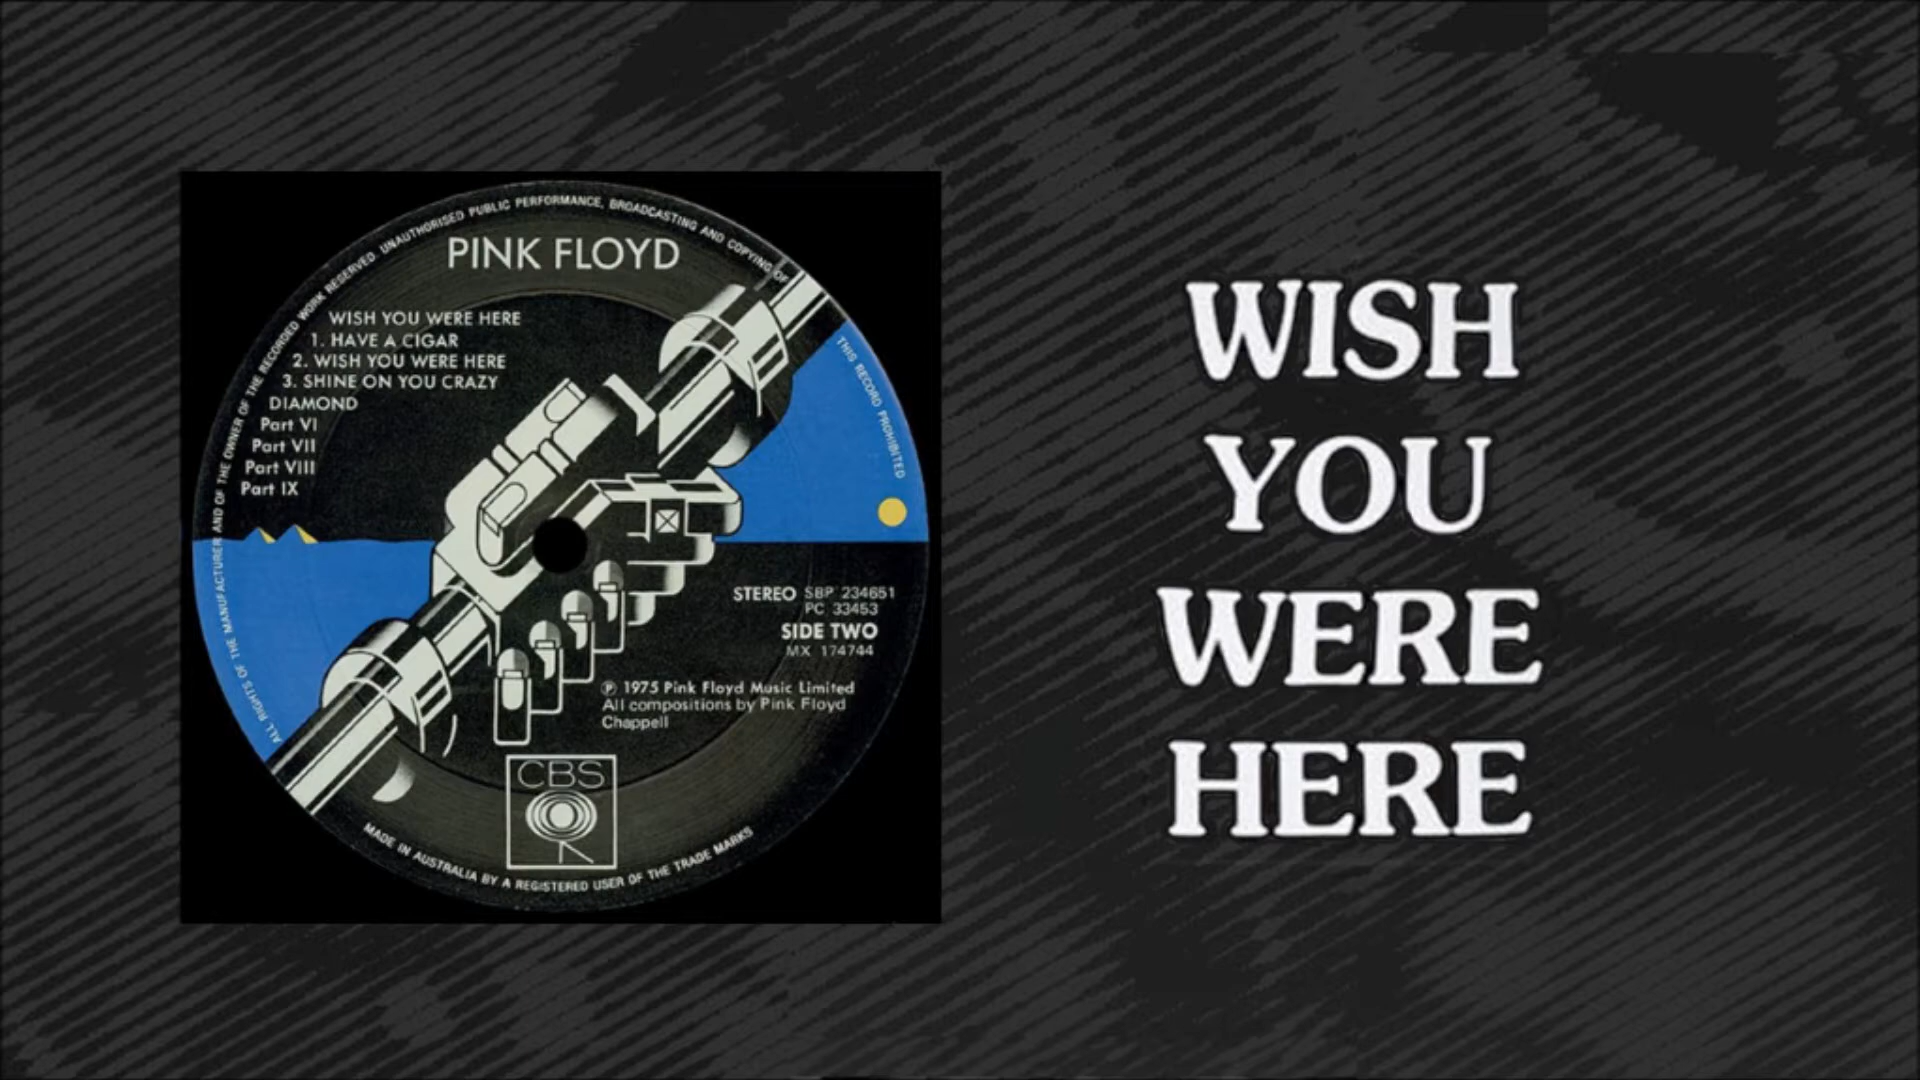 ALL RIGHTS OF THE MANUFACTURER AND OF THE OWNER OF THE RECORDED WORK RESERVED. UNAUTHORISED PUBLIC PERFORMANCE, BROADCASTING AND COPYING OF THIS RECORD PROHIBITED
PINK FLOYD
WISH YOU WERE HERE
1. HAVE A CIGAR
2. WISH YOU WERE HERE
3. SHINE ON YOU CRAZY
DIAMOND
Part VI
Part VII
Part VIII
Part IX
STEREO SBP 234651
PC 33453
SIDE TWO
MX 174744
℗ 1975 Pink Floyd Music Limited
All compositions by Pink Floyd
Chappell
CBS
MADE IN AUSTRALIA BY A REGISTERED USER OF THE TRADE MARKS
WISH
YOU
WERE
HERE